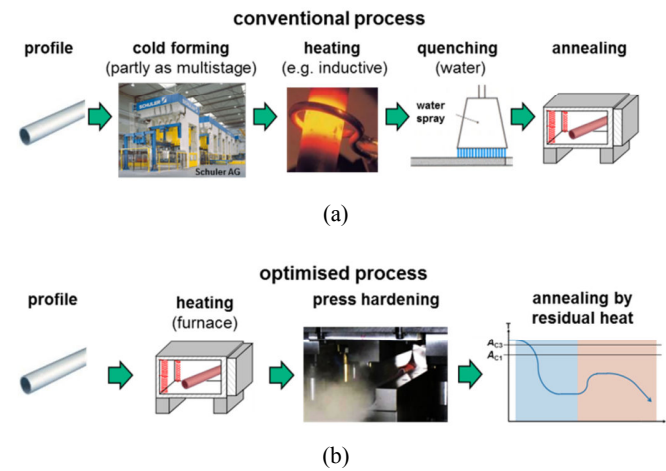 conventional process
profile
cold forming
(partly as multistage)
heating
(e.g. inductive)
quenching
(water)
annealing
SCHULER
Schuler AG
water
spray
(a)
optimised process
profile
heating
(furnace)
press hardening
annealing by
residual heat
AC3
AC1
(b)